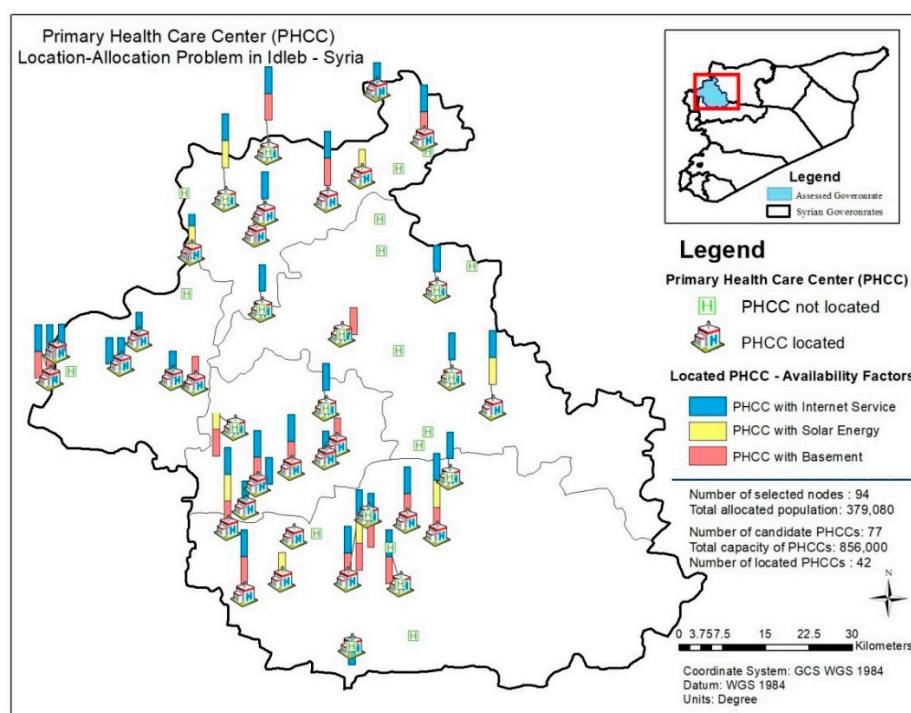 Primary Health Care Center (PHCC)
Location-Allocation Problem in Idleb - Syria
Legend
Assessed Governorate
Syrian Governorates
Legend
Primary Health Care Center (PHCC)
PHCC not located
PHCC located
Located PHCC - Availability Factors
PHCC with Internet Service
PHCC with Solar Energy
PHCC with Basement
Number of selected nodes : 94
Total allocated population: 379,080
Number of candidate PHCCs: 77
Total capacity of PHCCs: 856,000
Number of located PHCCs : 42
N
0 3.75 7.5 15 22.5 30
Kilometers
Coordinate System: GCS WGS 1984
Datum: WGS 1984
Units: Degree